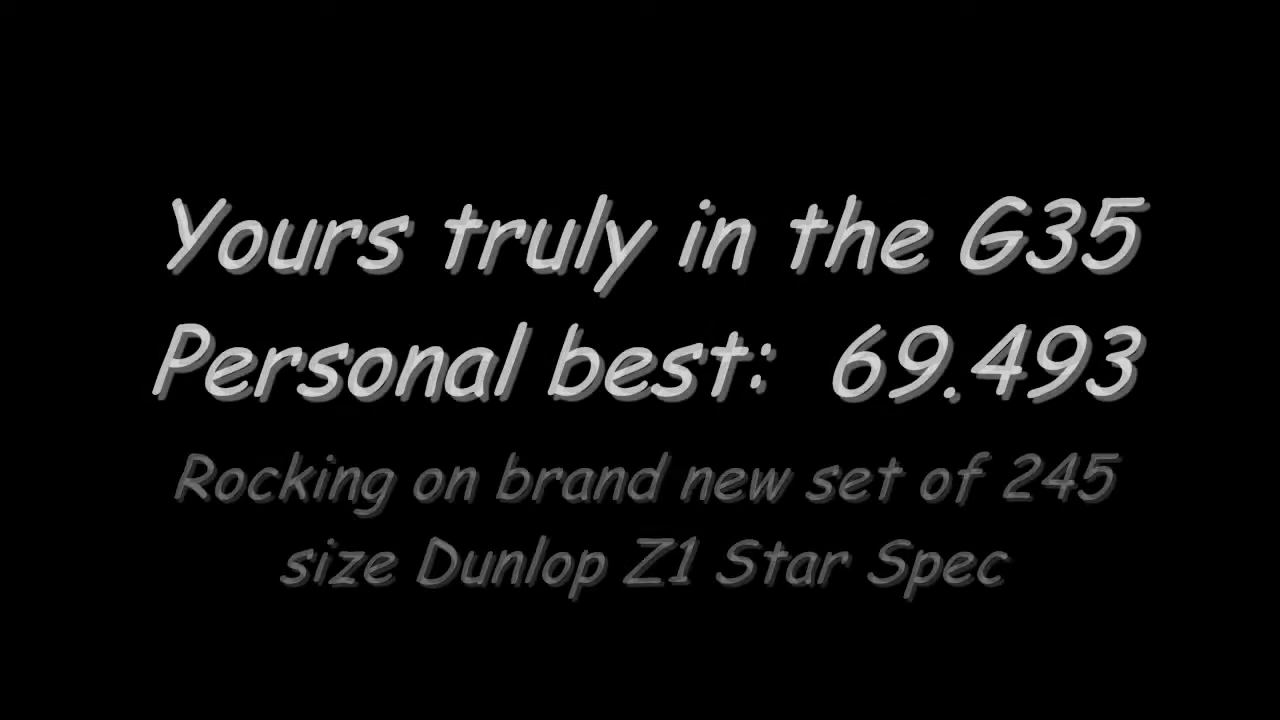 Yours truly in the G35
Personal best:  69.493
Rocking on brand new set of 245
size Dunlop Z1 Star Spec